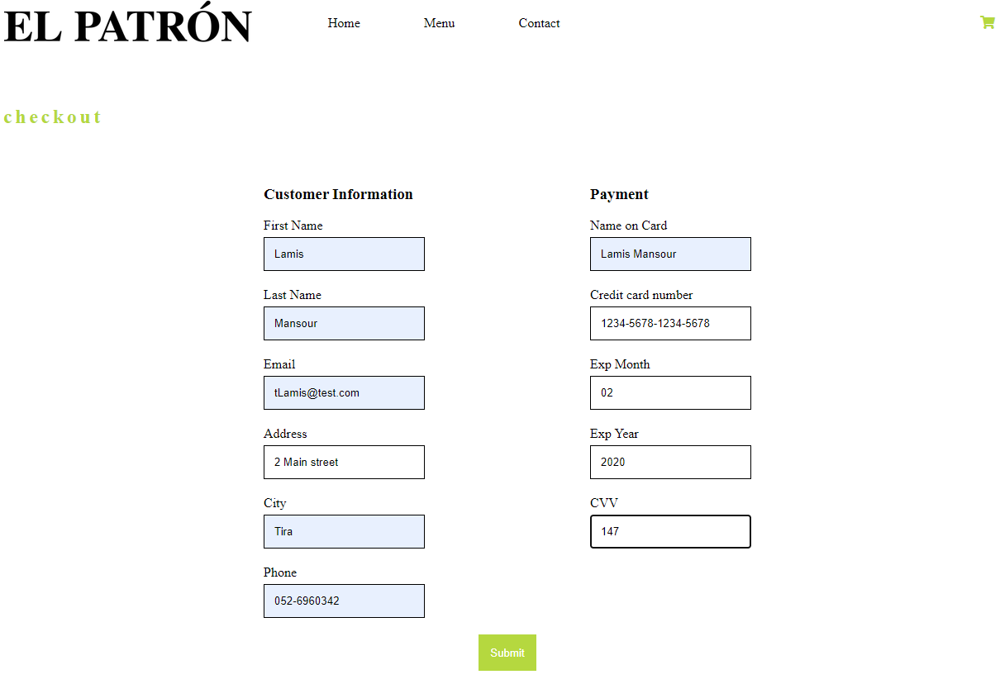 EL PATRÓN
Home Menu Contact
checkout
Customer Information
First Name
Lamis
Last Name
Mansour
Email
tLamis@test.com
Address
2 Main street
City
Tira
Phone
052-6960342
Payment
Name on Card
Lamis Mansour
Credit card number
1234-5678-1234-5678
Exp Month
02
Exp Year
2020
CVV
147
Submit